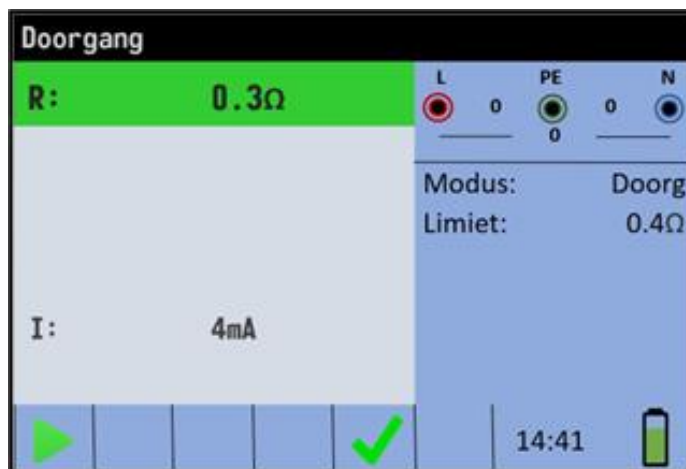 Doorgang
R: 0.3Ω
L PE N
0 0
0
Modus: Doorg
Limiet: 0.4Ω
I: 4mA
14:41